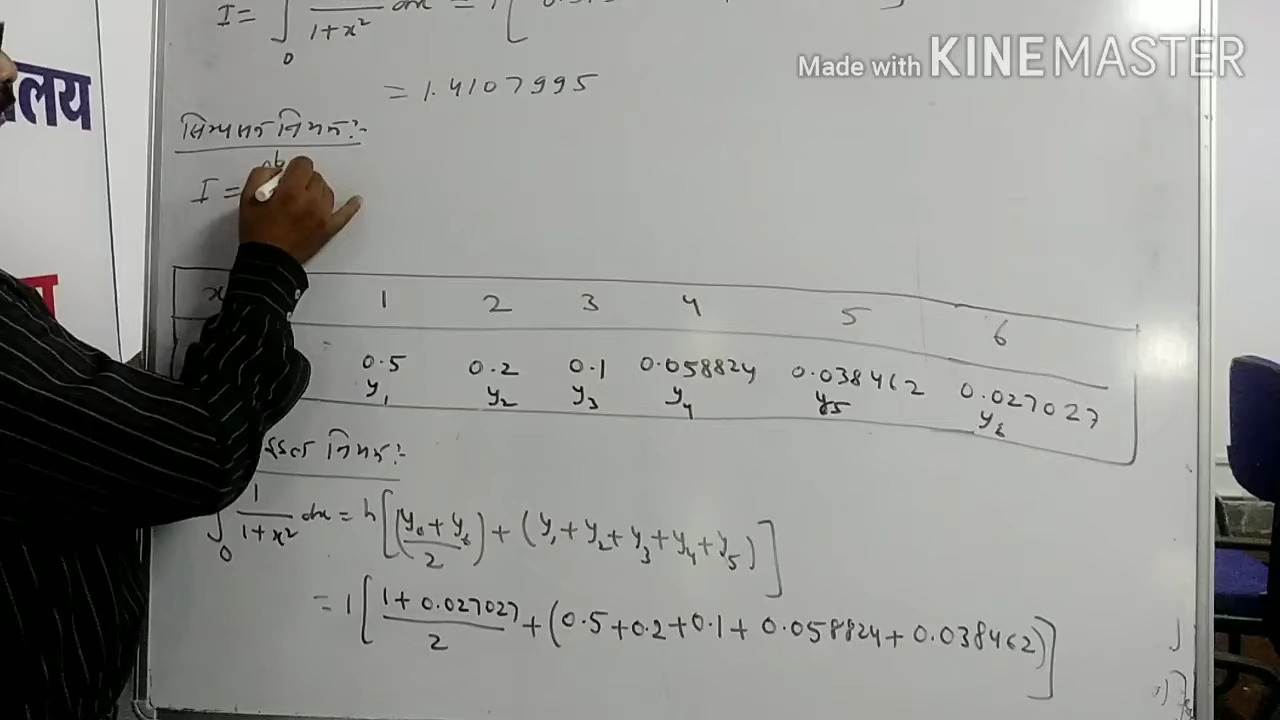 Made with KINEMASTER
I = ∫₀ 1+x² dx = 1[
= 1.4107995
सिम्पसन नियम:-
I =
x 1 2 3 4 5 6
0.5 0.2 0.1 0.058824 0.038462 0.027027
y₁ y₂ y₃ y₄ y₅ y₆
नियम:-
∫₀ 1/1+x² dx = h[(y₀+y₆/2) + (y₁+y₂+y₃+y₄+y₅)]
= 1[1+0.027027/2 + (0.5+0.2+0.1+0.058824+0.038462)]